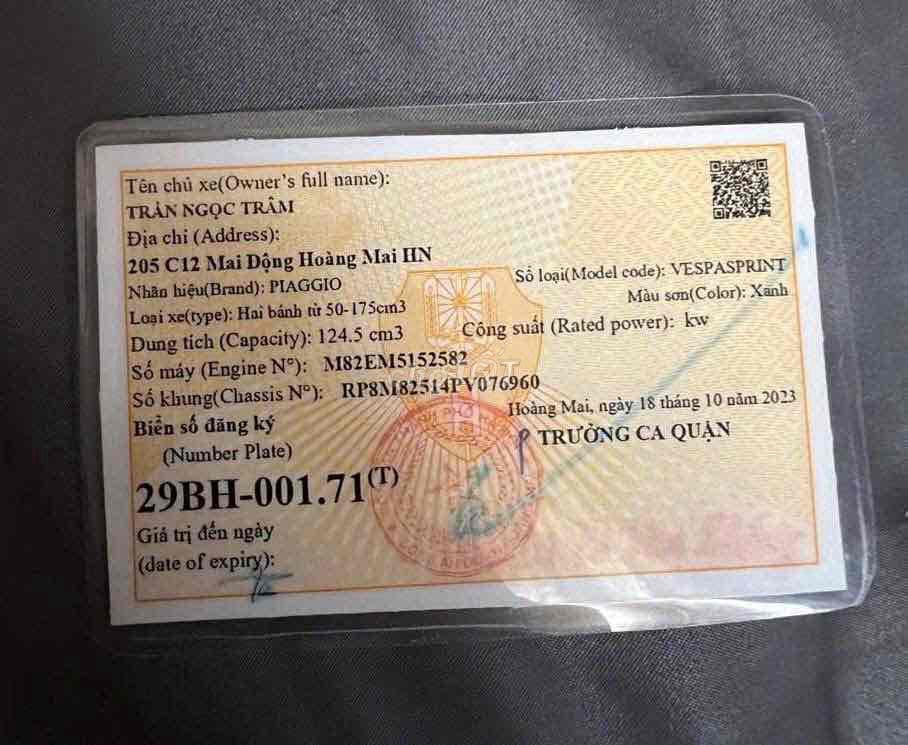 Tên chủ xe(Owner's full name):
TRẦN NGỌC TRÂM
Địa chỉ (Address):
205 C12 Mai Động Hoàng Mai HN
Nhãn hiệu(Brand): PIAGGIO
Số loại(Model code): VESPASPRINT
Loại xe(type): Hai bánh từ 50-175cm3
Màu sơn(Color): Xanh
Dung tích (Capacity): 124.5 cm3
Công suất (Rated power): kw
Số máy (Engine N°): M82EM5152582
Số khung(Chassis N°): RP8M82514PV076960
Hoàng Mai, ngày 18 tháng 10 năm 2023
Biển số đăng ký
TRƯỞNG CA QUẬN
(Number Plate)
29BH-001.71(T)
Giá trị đến ngày
(date of expiry):